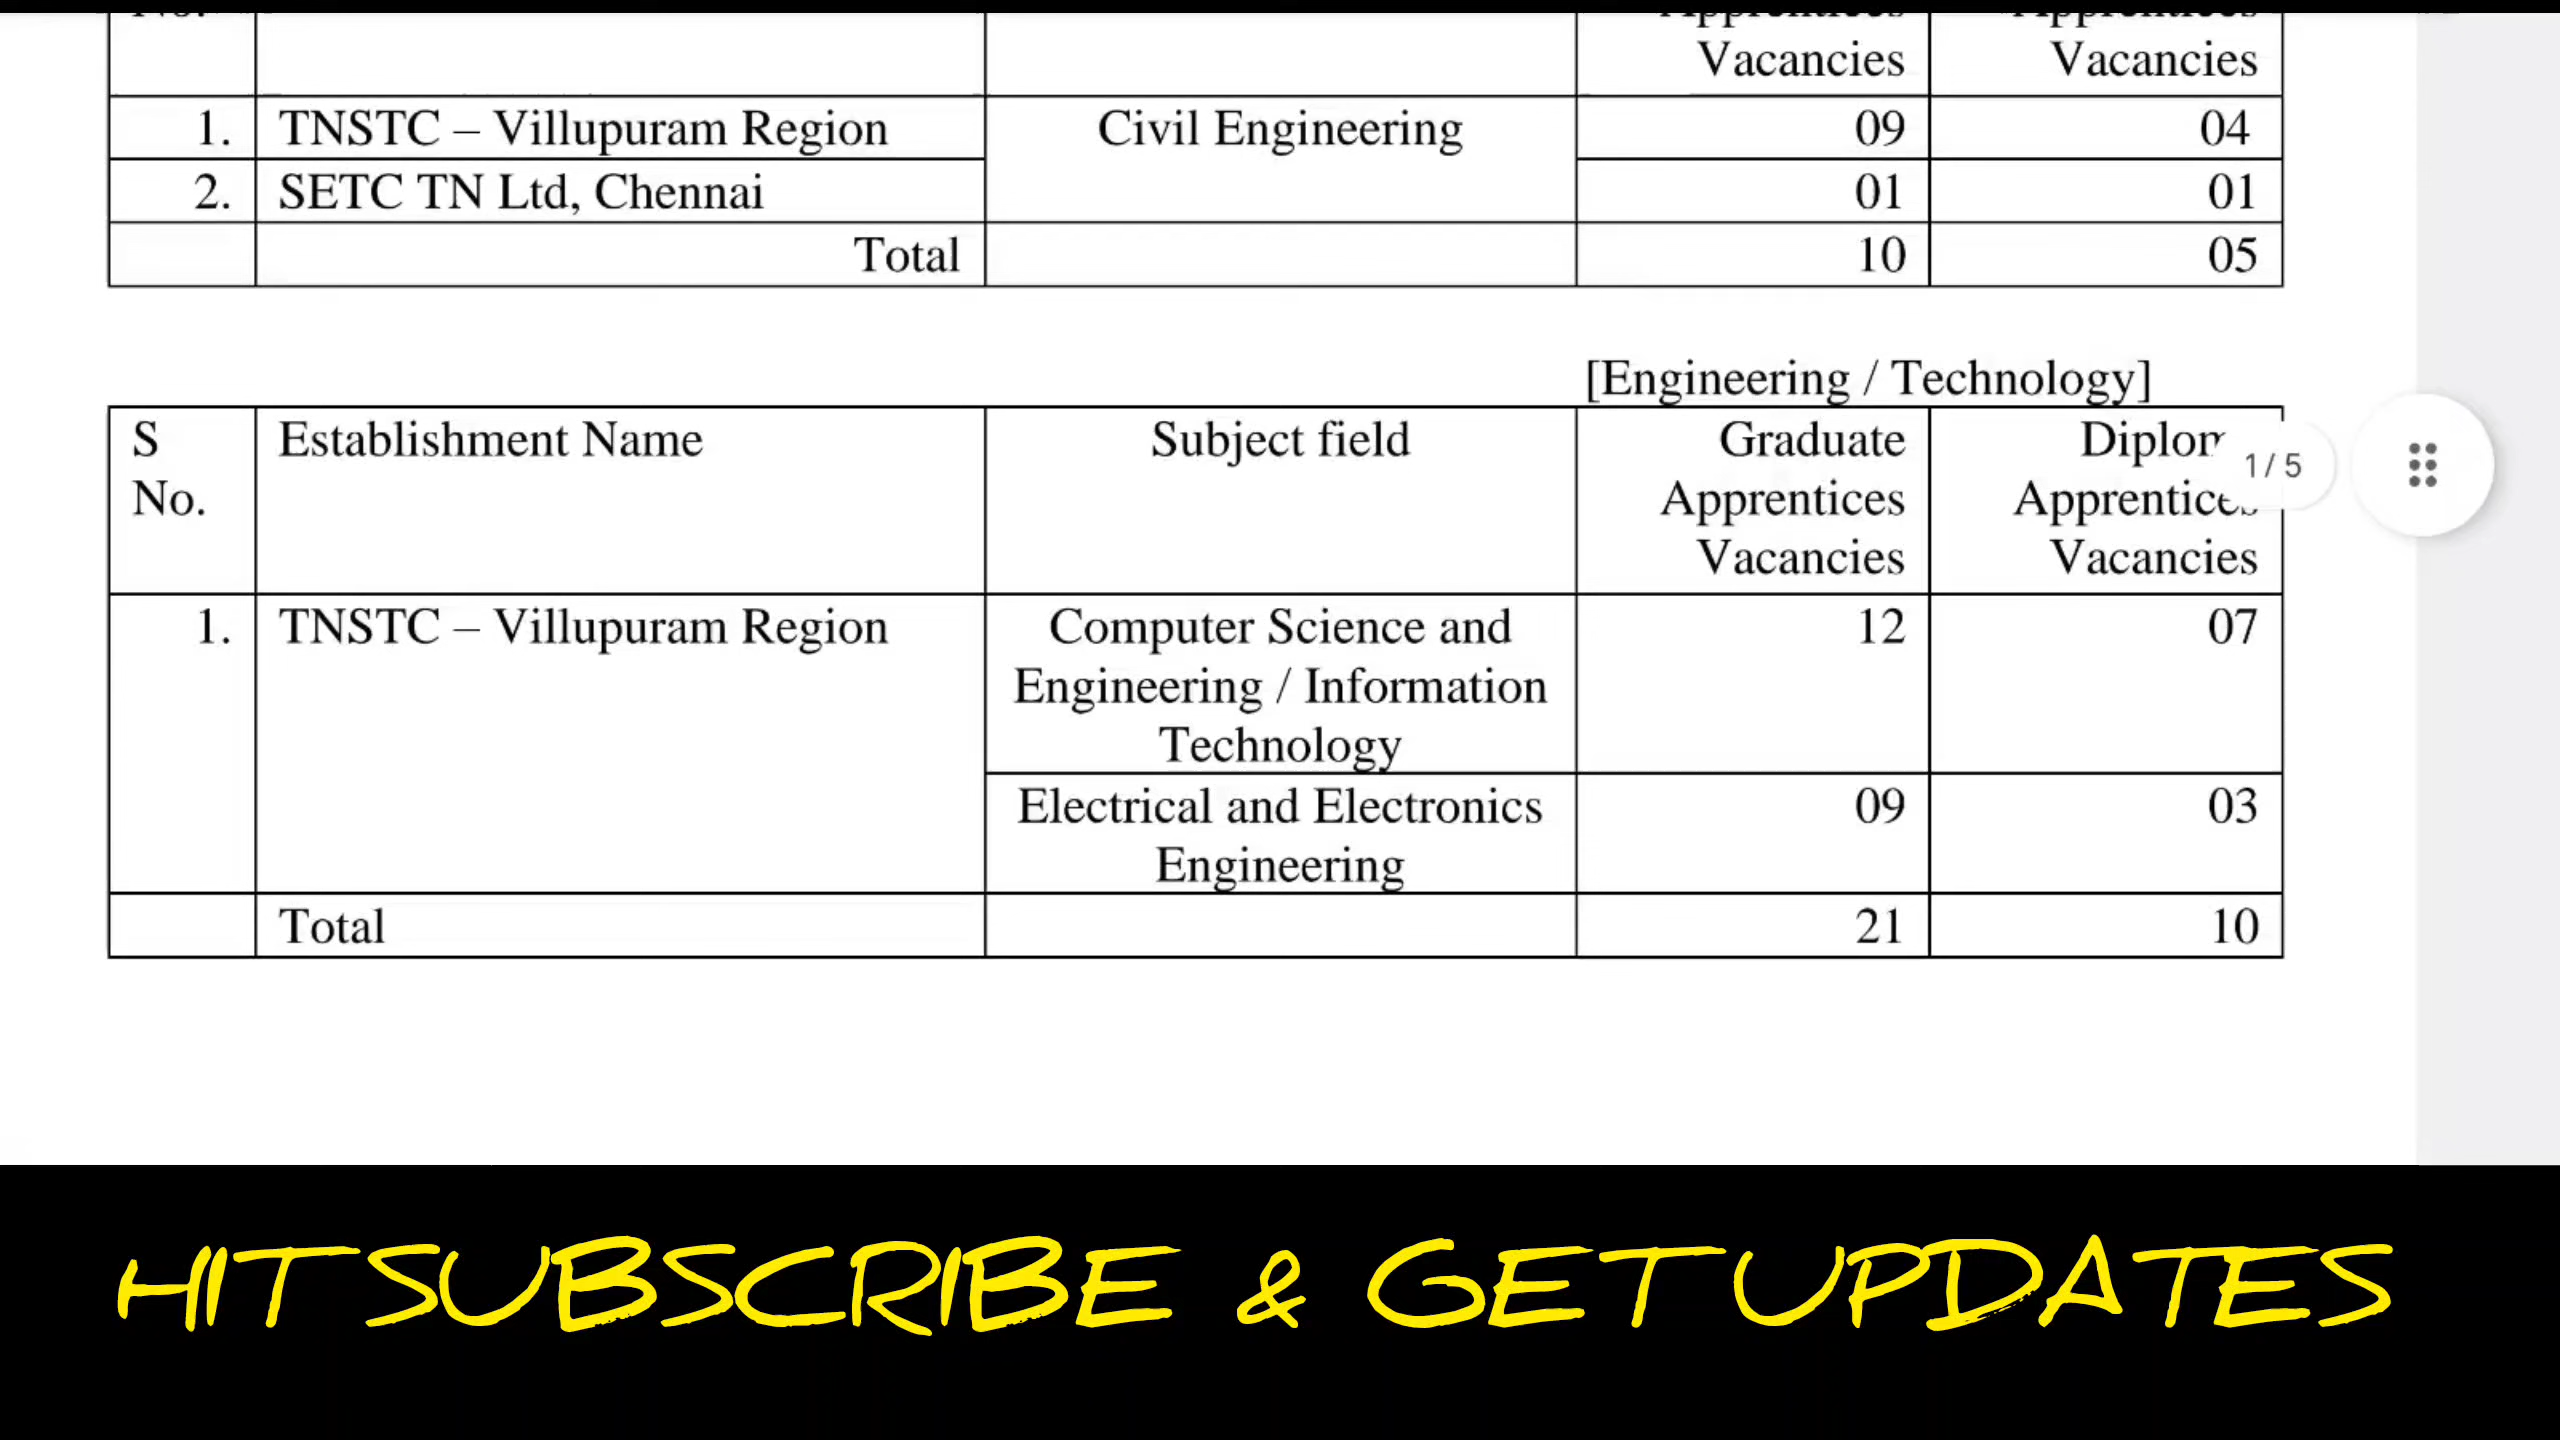 Vacancies Vacancies
1. TNSTC – Villupuram Region Civil Engineering 09 04
2. SETC TN Ltd, Chennai 01 01
Total 10 05
[Engineering / Technology]
S Establishment Name Subject field Graduate
No. Apprentices
Vacancies Vacancies
1 / 5
1. TNSTC – Villupuram Region Computer Science and 12 07
Engineering / Information
Technology
Electrical and Electronics 09 03
Engineering
Total 21 10
HIT SUBSCRIBE & GET UPDATES